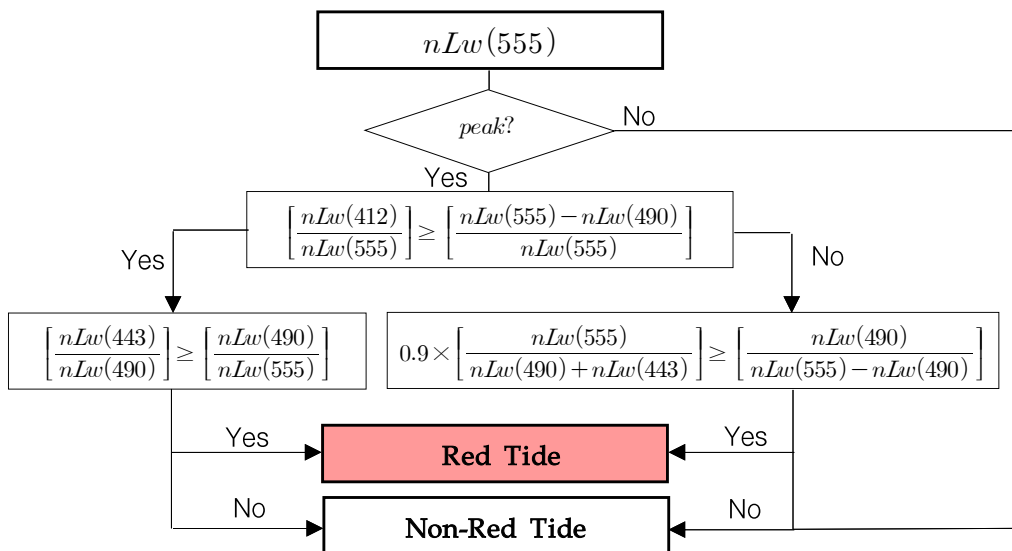 nLw(555)
peak?
No
Yes
[nLw(412)/nLw(555)] ≥ [(nLw(555)−nLw(490))/nLw(555)]
Yes
No
[nLw(443)/nLw(490)] ≥ [nLw(490)/nLw(555)]
0.9×[nLw(555)/(nLw(490)+nLw(443))] ≥ [nLw(490)/(nLw(555)−nLw(490))]
Yes
Red Tide
Yes
No
Non-Red Tide
No